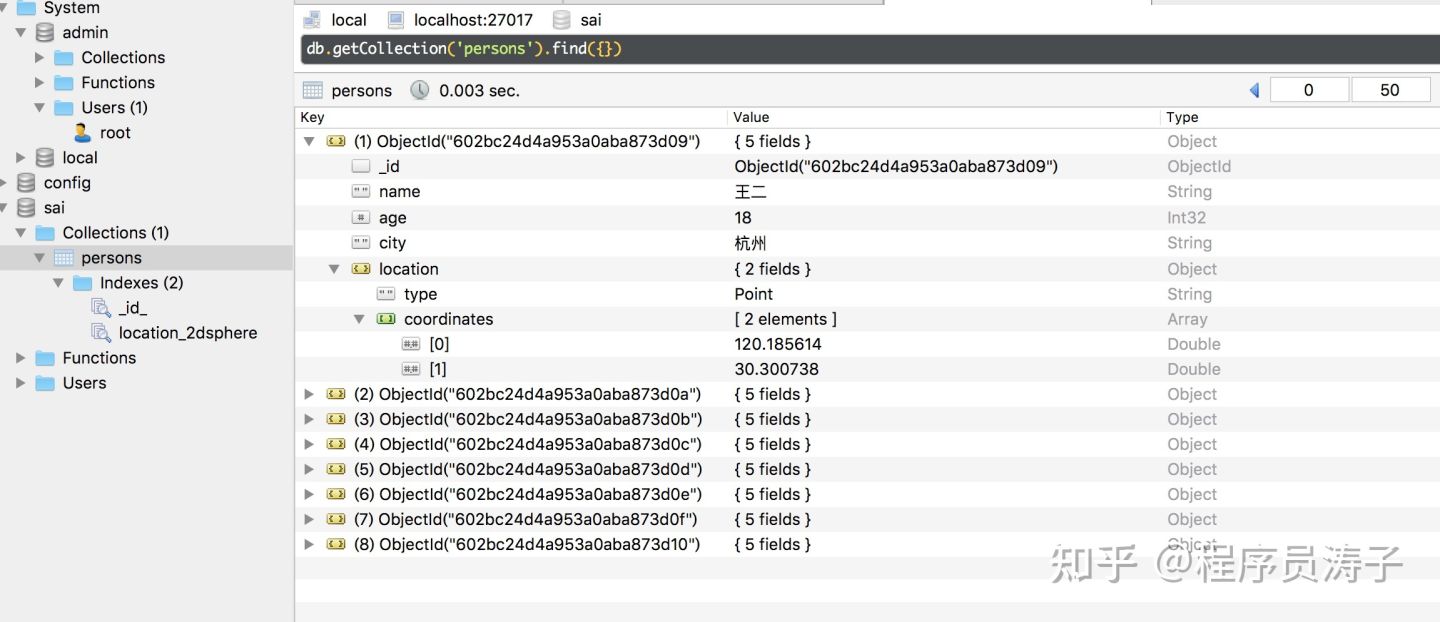 System
admin
Collections
Functions
Users (1)
root
local
config
sai
Collections (1)
persons
Indexes (2)
_id_
location_2dsphere
Functions
Users
local localhost:27017 sai
db.getCollection('persons').find({})
persons 0.003 sec. 0 50
Key Value Type
(1) ObjectId("602bc24d4a953a0aba873d09") { 5 fields } Object
_id ObjectId("602bc24d4a953a0aba873d09") ObjectId
name 王二 String
age 18 Int32
city 杭州 String
location { 2 fields } Object
type Point String
coordinates [ 2 elements ] Array
[0] 120.185614 Double
[1] 30.300738 Double
(2) ObjectId("602bc24d4a953a0aba873d0a") { 5 fields } Object
(3) ObjectId("602bc24d4a953a0aba873d0b") { 5 fields } Object
(4) ObjectId("602bc24d4a953a0aba873d0c") { 5 fields } Object
(5) ObjectId("602bc24d4a953a0aba873d0d") { 5 fields } Object
(6) ObjectId("602bc24d4a953a0aba873d0e") { 5 fields } Object
(7) ObjectId("602bc24d4a953a0aba873d0f") { 5 fields } Object
(8) ObjectId("602bc24d4a953a0aba873d10") { 5 fields } Object
知乎 @程序员涛子